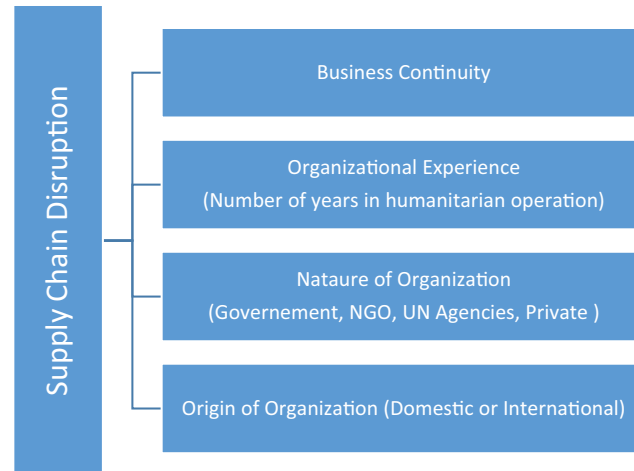 Supply Chain Disruption
Business Continuity
Organizational Experience
(Number of years in humanitarian operation)
Nataure of Organization
(Governement, NGO, UN Agencies, Private )
Origin of Organization (Domestic or International)